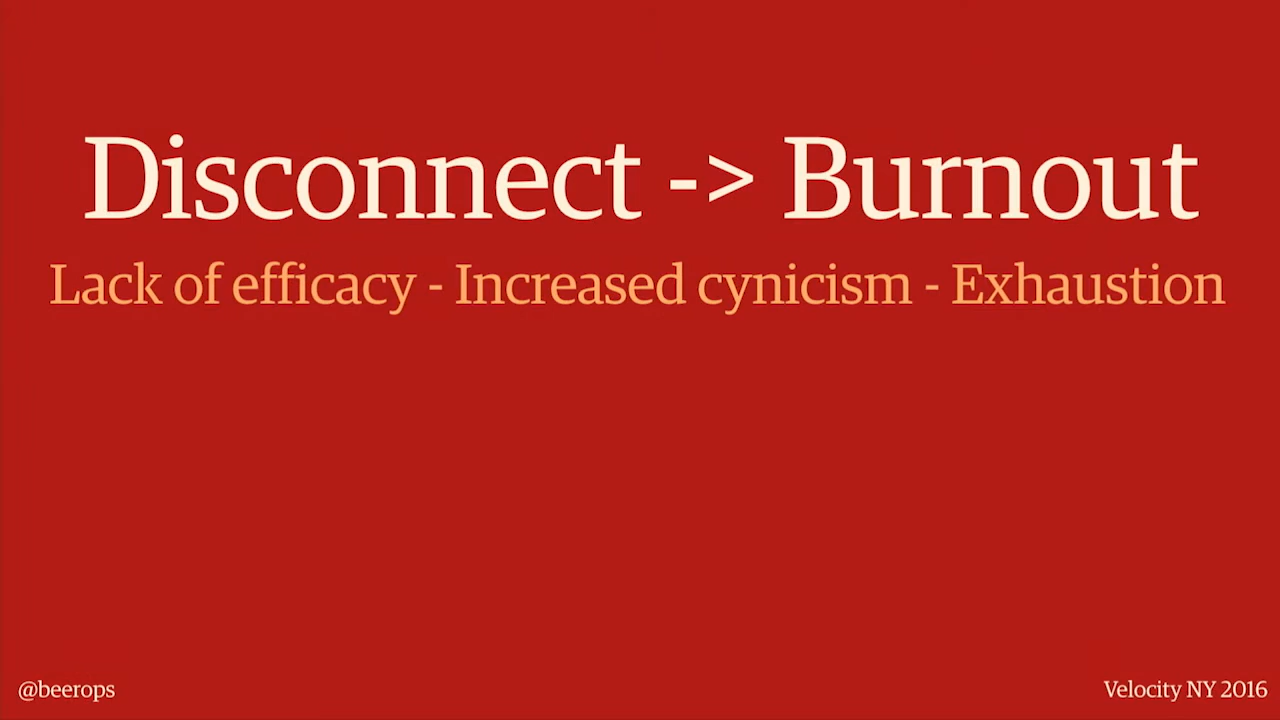 Disconnect -> Burnout
Lack of efficacy - Increased cynicism - Exhaustion
@beerops
Velocity NY 2016